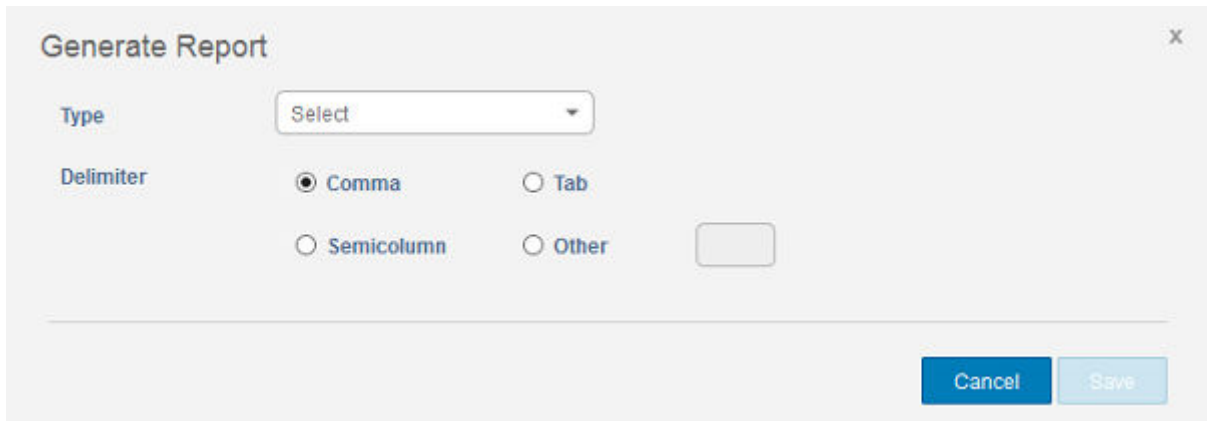 Generate Report
x
Type Select
Delimiter Comma Tab
Semicolumn Other
Cancel Save